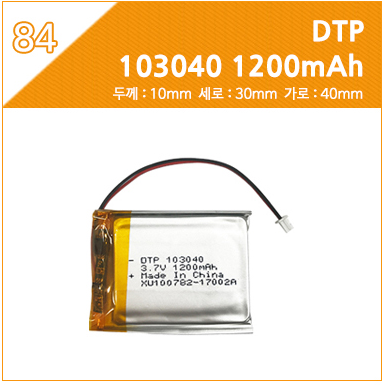 84
DTP
103040 1200mAh
두께 : 10mm 세로 : 30mm 가로 : 40mm
- DTP 103040
3.7V 1200mAh
+ Made In China
XU100782-17002A